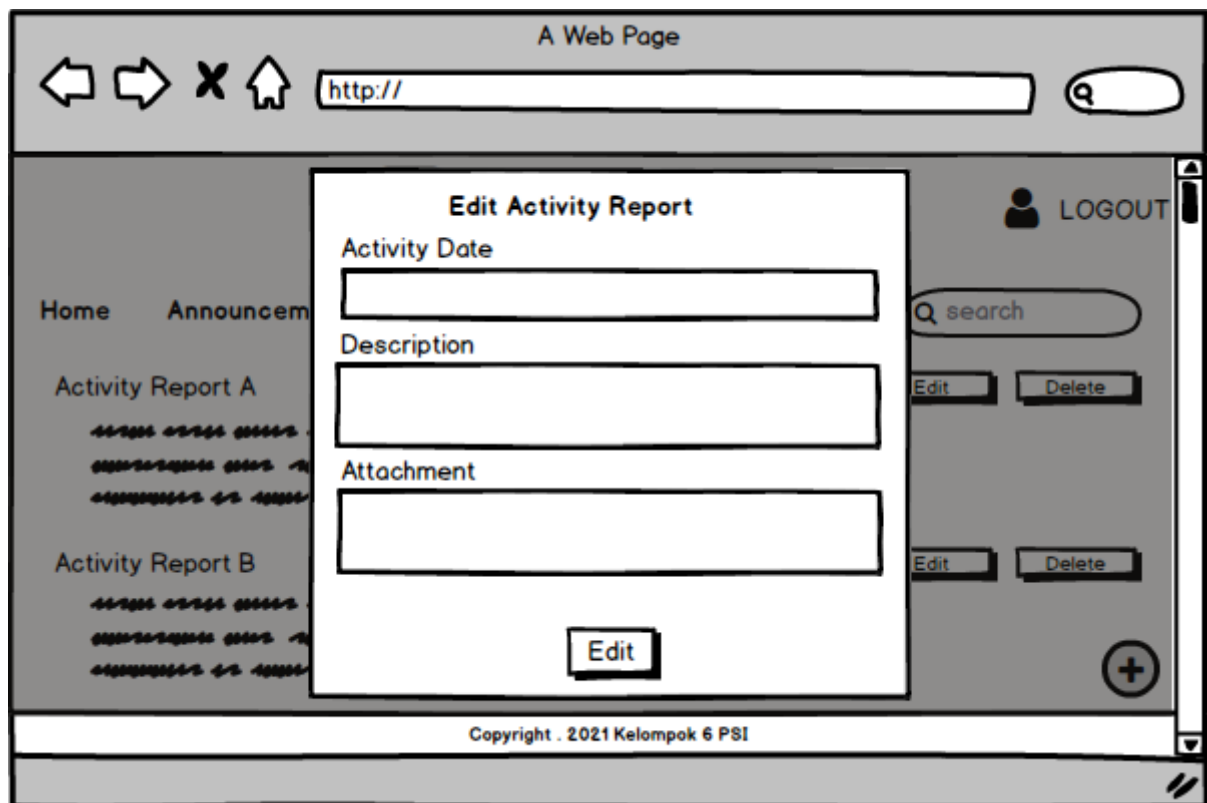 A Web Page
http://
Edit Activity Report
LOGOUT
Activity Date
Home Announcem
search
Description
Activity Report A
Edit Delete
Attachment
Activity Report B
Edit Delete
Edit
Copyright . 2021 Kelompok 6 PSI